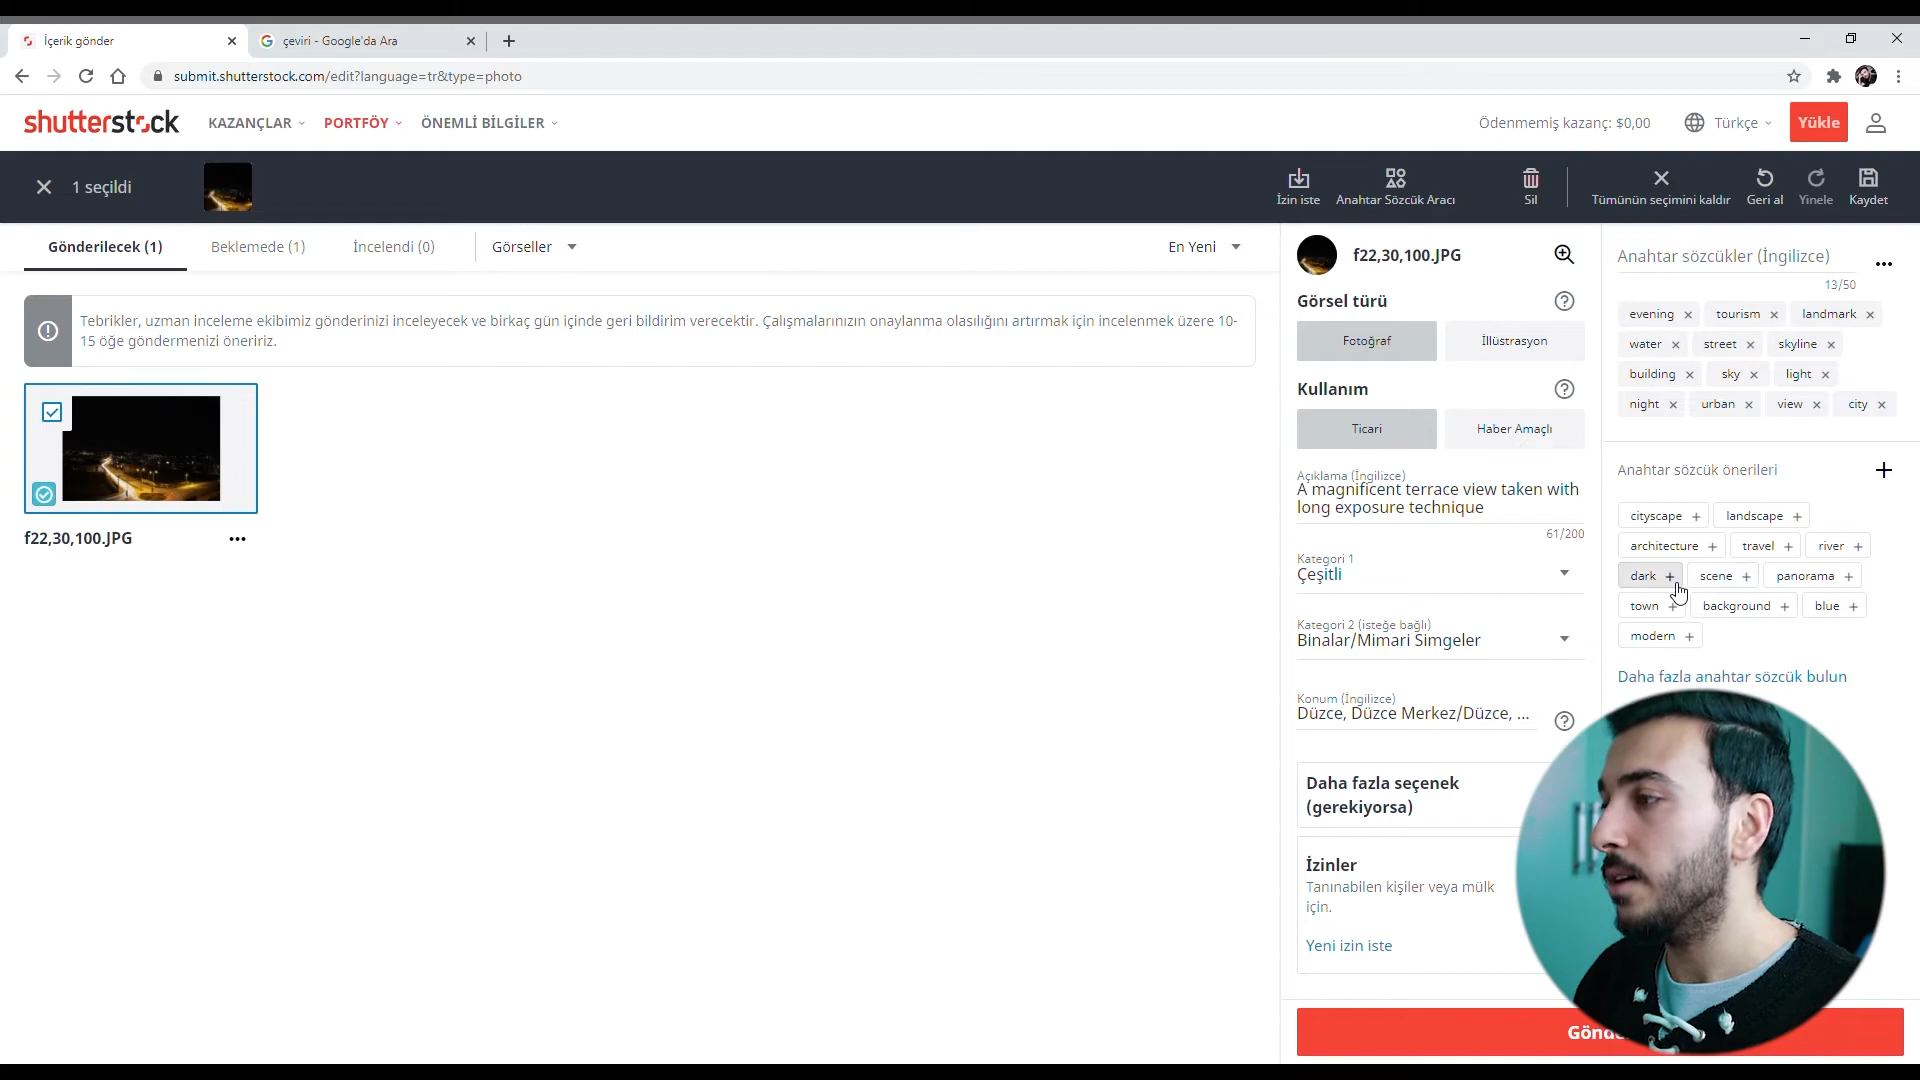 İçerik gönder
çeviri - Google'da Ara
submit.shutterstock.com/edit?language=tr&type=photo
shutterstock
KAZANÇLAR
PORTFÖY
ÖNEMLİ BİLGİLER
Ödenmemiş kazanç: $0,00
Türkçe
Yükle
1 seçildi
İzin iste
Anahtar Sözcük Aracı
Sil
Tümünün seçimini kaldır
Geri al
Yinele
Kaydet
Gönderilecek (1)
Beklemede (1)
İncelendi (0)
Görseller
En Yeni
Tebrikler, uzman inceleme ekibimiz gönderinizi inceleyecek ve birkaç gün içinde geri bildirim verecektir. Çalışmalarınızın onaylanma olasılığını artırmak için incelenmek üzere 10-
15 öğe göndermenizi öneririz.
f22,30,100.JPG
f22,30,100.JPG
Görsel türü
Fotoğraf
İllüstrasyon
Kullanım
Ticari
Haber Amaçlı
Açıklama (İngilizce)
A magnificent terrace view taken with
long exposure technique
61/200
Kategori 1
Çeşitli
Kategori 2 (isteğe bağlı)
Binalar/Mimari Simgeler
Konum (İngilizce)
Düzce, Düzce Merkez/Düzce, ...
Daha fazla seçenek
(gerekiyorsa)
İzinler
Tanınabilen kişiler veya mülk
için.
Yeni izin iste
Anahtar sözcükler (İngilizce)
13/50
evening tourism landmark
water street skyline
building sky light
night urban view city
Anahtar sözcük önerileri
cityscape landscape
architecture travel river
dark scene panorama
town background blue
modern
Daha fazla anahtar sözcük bulun